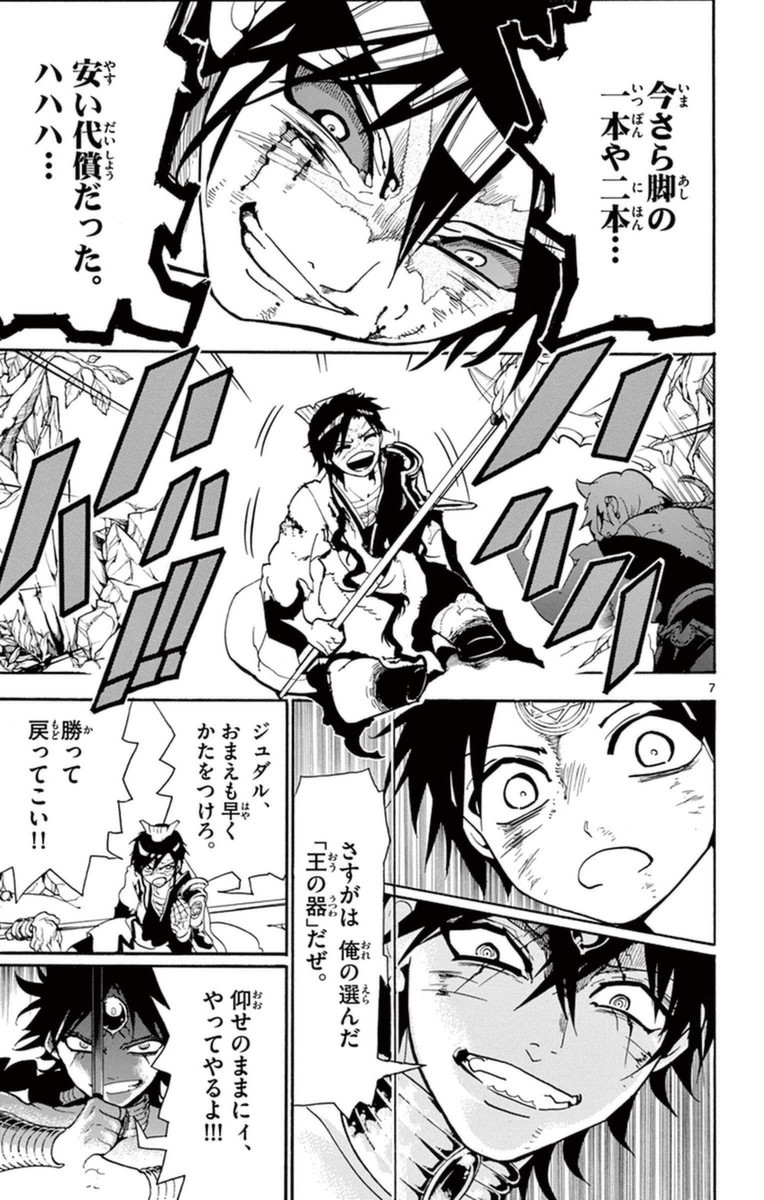 今さら脚の
一本や二本…
安い代償だった。
ハハハ…
ハハハハハ!!!
7
さすがは 俺の選んだ
「王の器」だぜ。
ジュダル、
おまえも早く
かたをつけろ。
勝って
戻ってこい!!
仰せのままにィ、
やってやるよ!!!